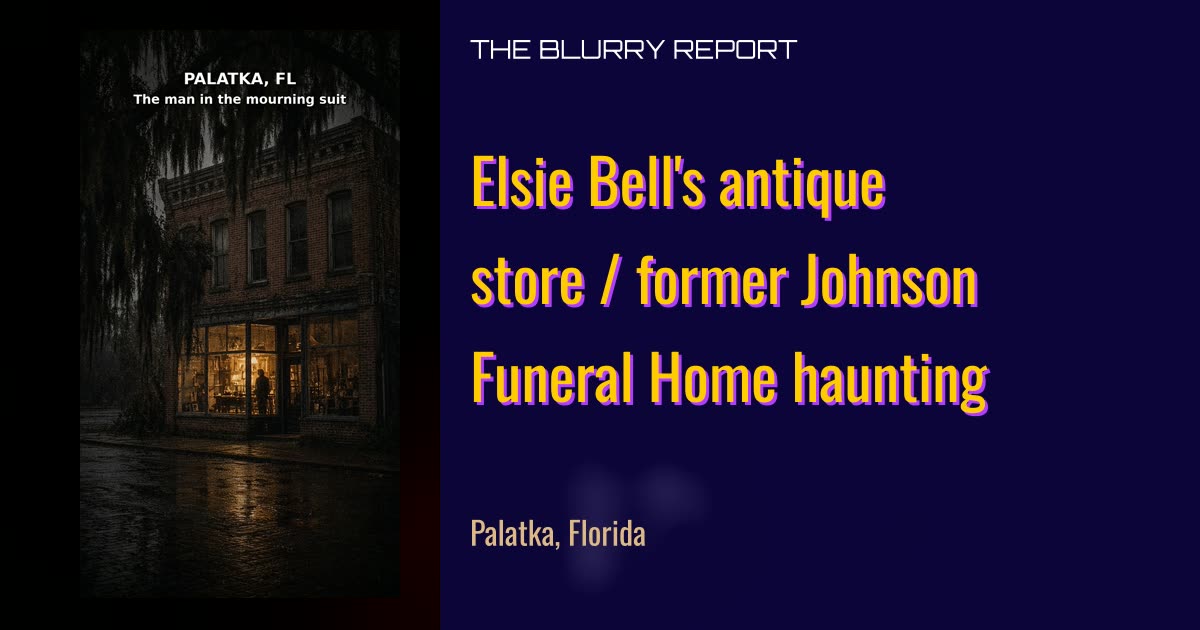 PALATKA, FL
The man in the mourning suit
THE BLURRY REPORT
Elsie Bell's antique
store / former Johnson
Funeral Home haunting
Palatka, Florida